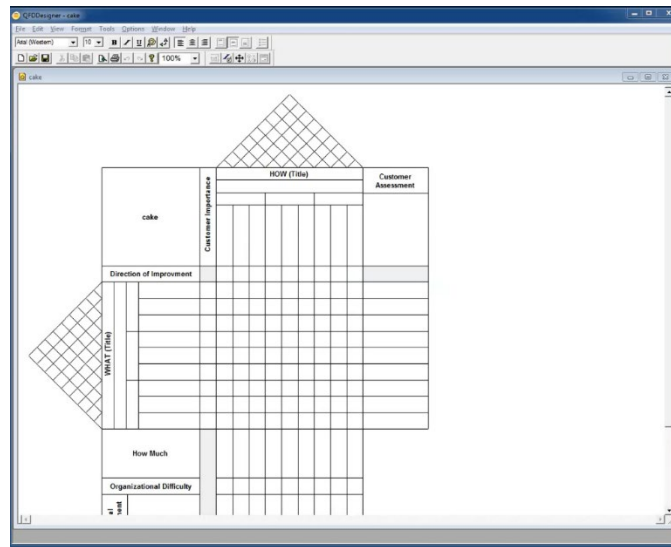 QFDDesigner - cake
File Edit View Format Tools Options Window Help
Arial (Western) 10 B I U
100%
cake
HOW (Title)
Customer Assessment
cake
Customer Importance
Direction of Improvment
WHAT (Title)
How Much
Organizational Difficulty